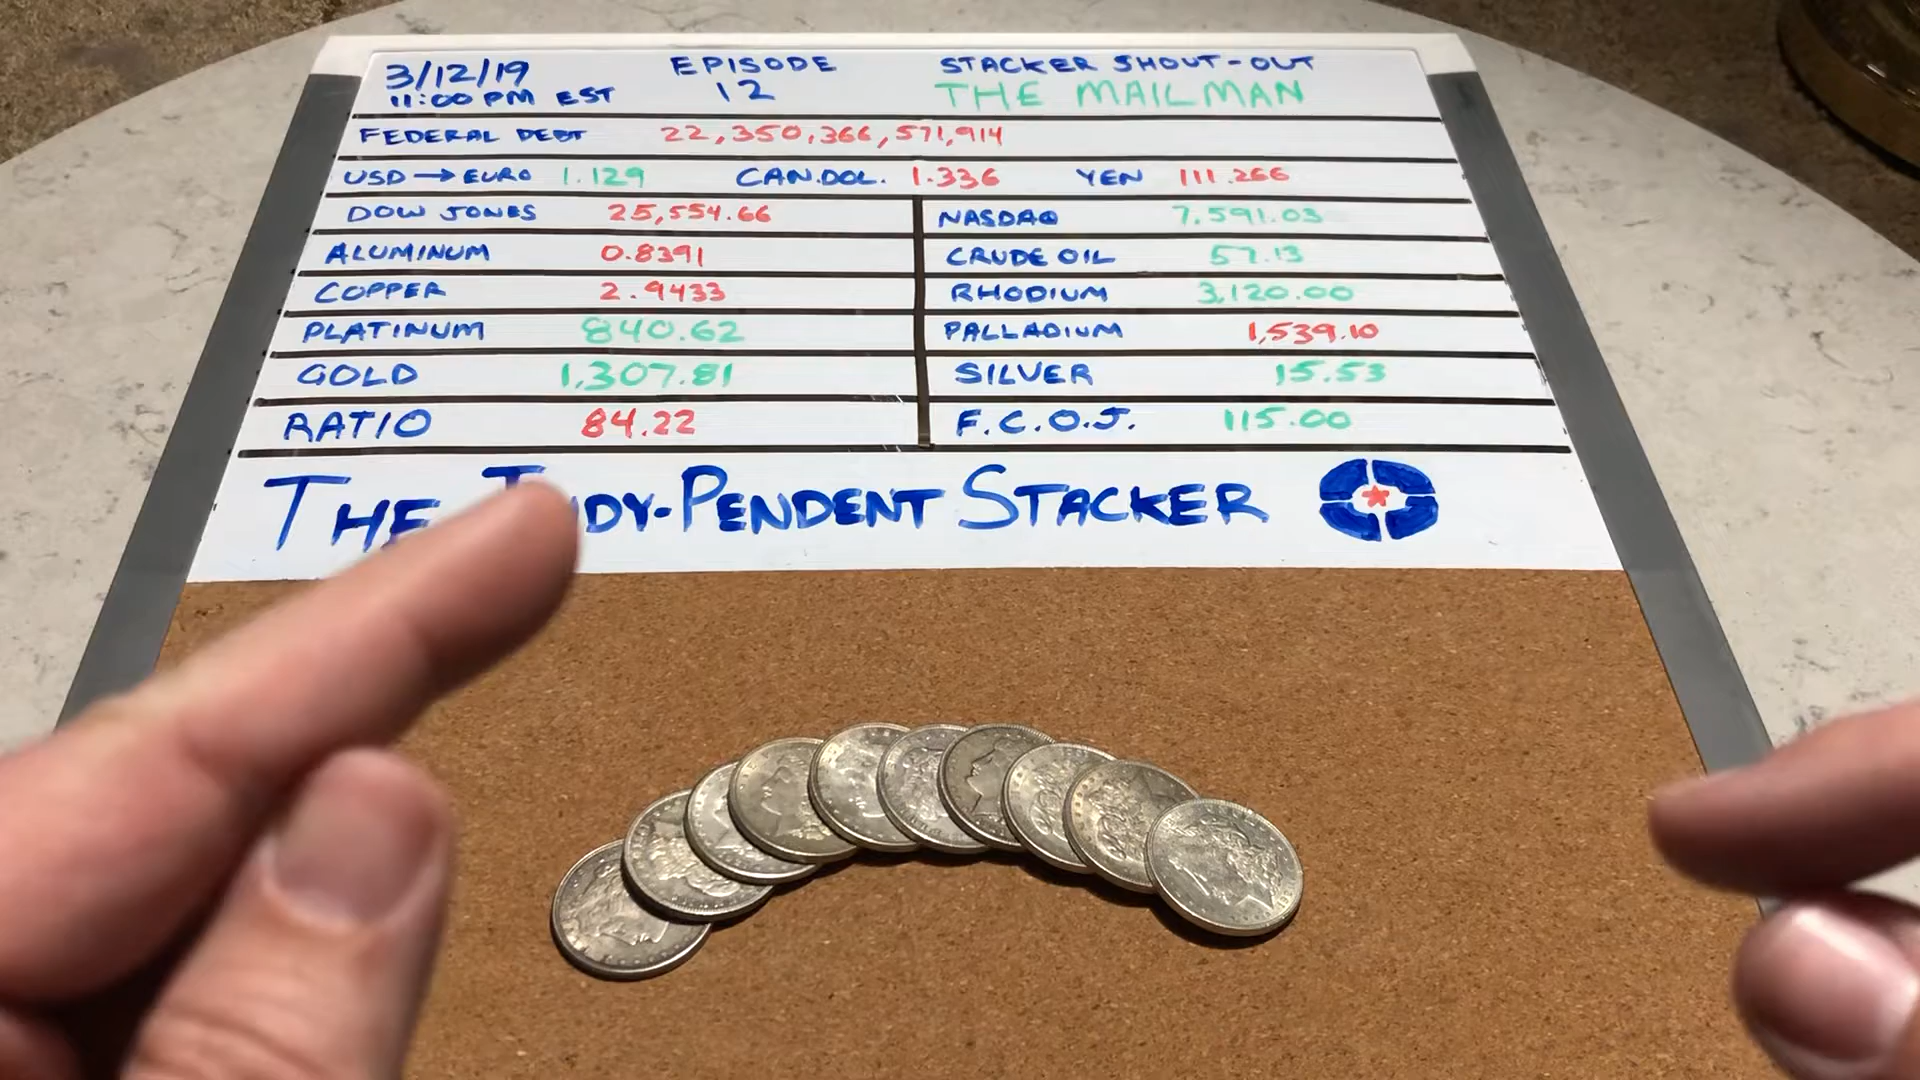 3/12/19 EPISODE STACKER SHOUT-OUT
11:00 PM EST 12 THE MAILMAN
FEDERAL DEBT 22,350,366,571,914
USD → EURO 1.129 CAN.DOL. 1.336 YEN 111.266
DOW JONES 25,554.66 NASDAQ 7,591.03
ALUMINUM 0.8391 CRUDE OIL 57.13
COPPER 2.9433 RHODIUM 3,120.00
PLATINUM 840.62 PALLADIUM 1,539.10
GOLD 1,307.81 SILVER 15.53
RATIO 84.22 F.C.O.J. 115.00
THE INDY-PENDENT STACKER